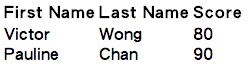 First Name Last Name Score
Victor Wong 80
Pauline Chan 90